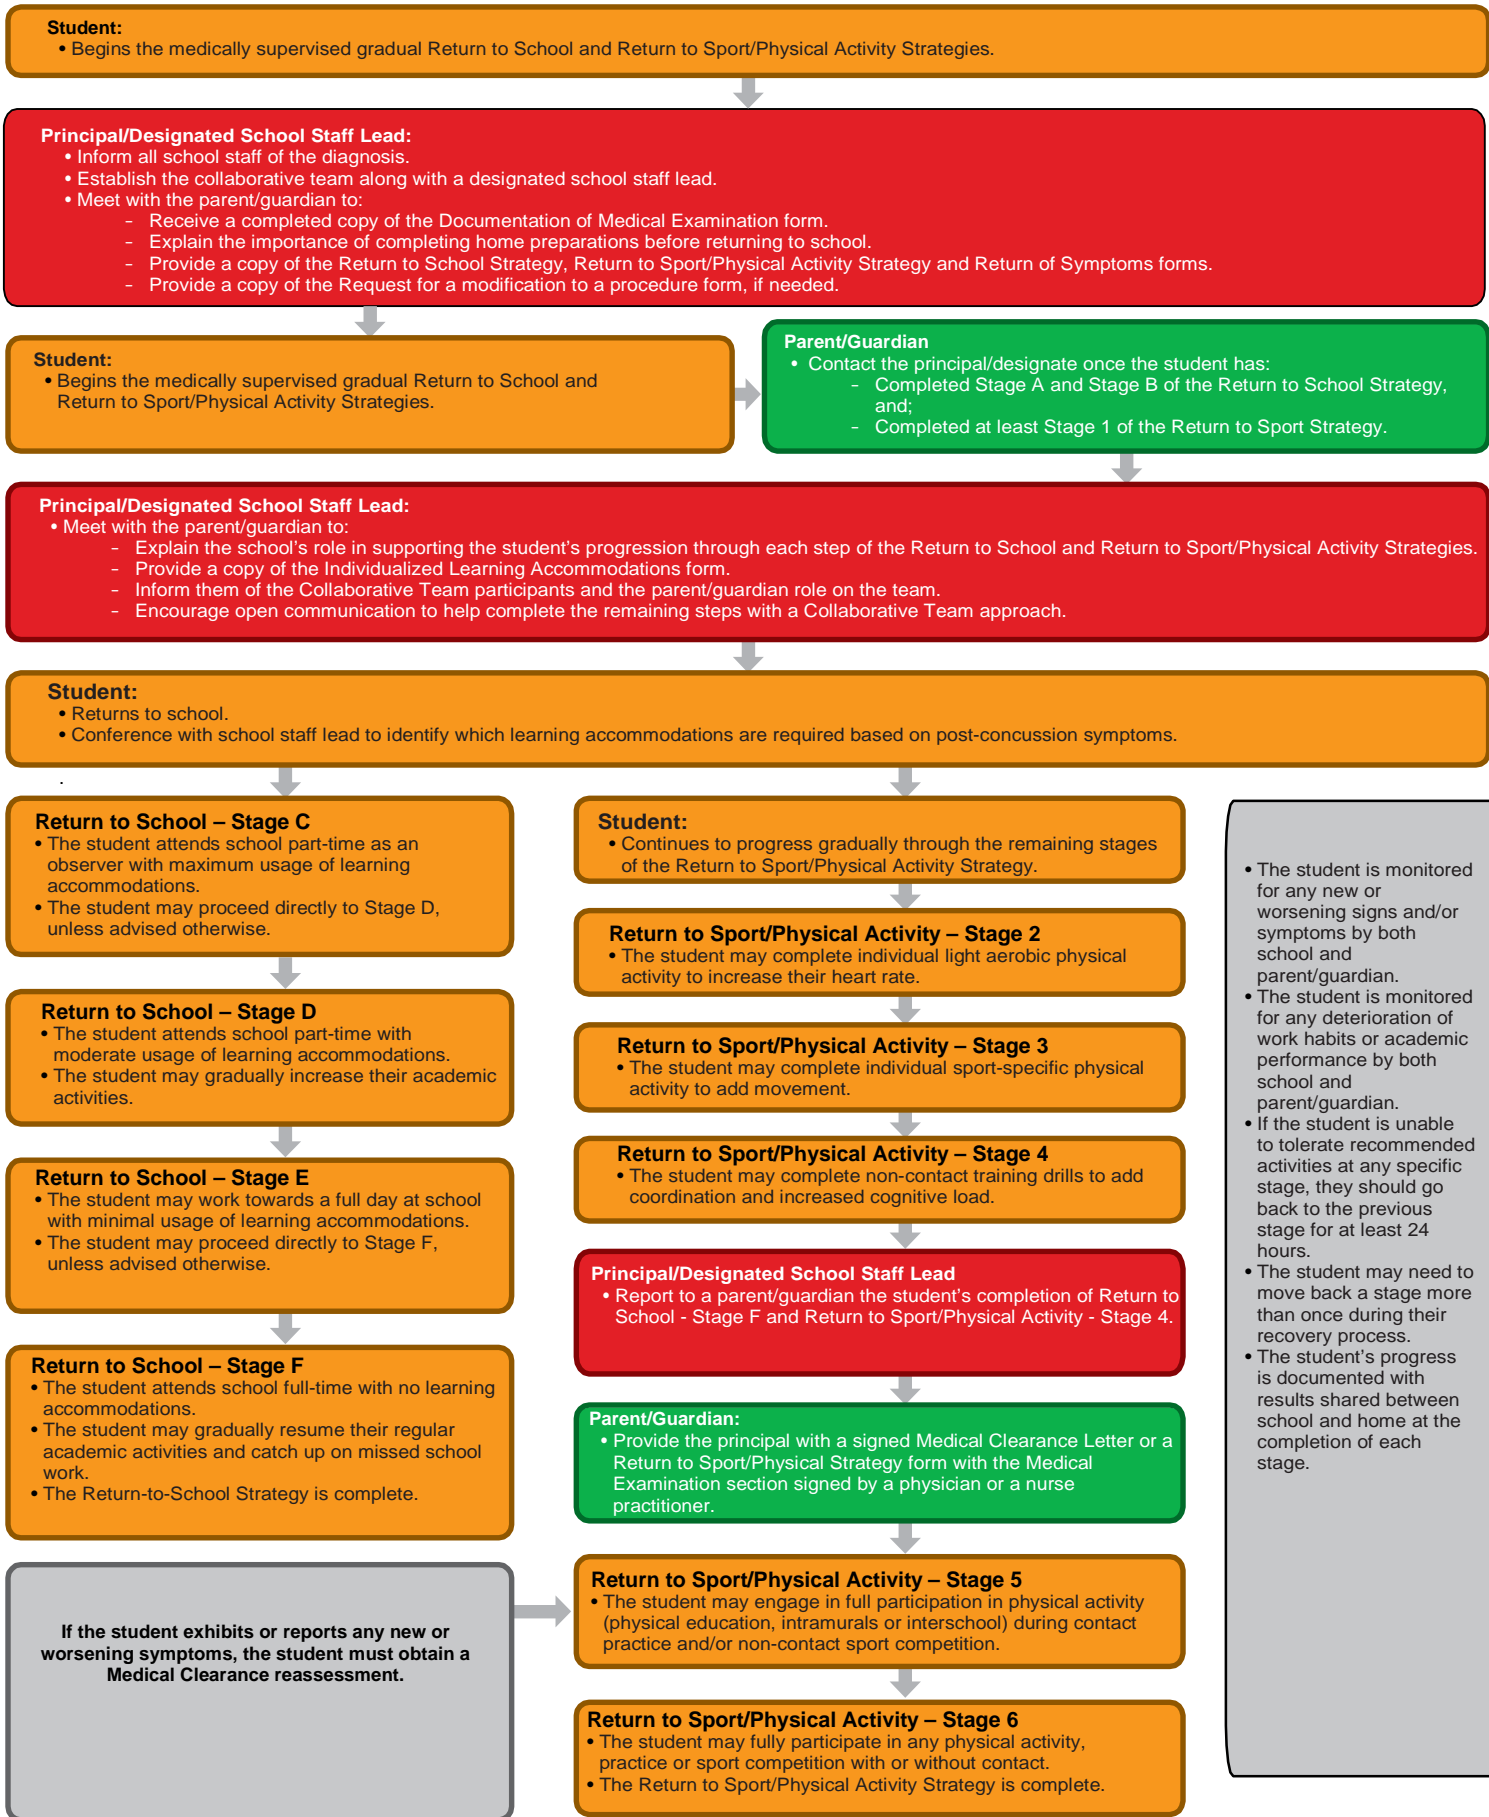 Student:
• Begins the medically supervised gradual Return to School and Return to Sport/Physical Activity Strategies.
Principal/Designated School Staff Lead:
• Inform all school staff of the diagnosis.
• Establish the collaborative team along with a designated school staff lead.
• Meet with the parent/guardian to:
- Receive a completed copy of the Documentation of Medical Examination form.
- Explain the importance of completing home preparations before returning to school.
- Provide a copy of the Return to School Strategy, Return to Sport/Physical Activity Strategy and Return of Symptoms forms.
- Provide a copy of the Request for a modification to a procedure form, if needed.
Student:
• Begins the medically supervised gradual Return to School and
Return to Sport/Physical Activity Strategies.
Parent/Guardian
• Contact the principal/designate once the student has:
- Completed Stage A and Stage B of the Return to School Strategy,
and;
- Completed at least Stage 1 of the Return to Sport Strategy.
Principal/Designated School Staff Lead:
• Meet with the parent/guardian to:
- Explain the school's role in supporting the student's progression through each step of the Return to School and Return to Sport/Physical Activity Strategies.
- Provide a copy of the Individualized Learning Accommodations form.
- Inform them of the Collaborative Team participants and the parent/guardian role on the team.
- Encourage open communication to help complete the remaining steps with a Collaborative Team approach.
Student:
• Returns to school.
• Conference with school staff lead to identify which learning accommodations are required based on post-concussion symptoms.
.
Return to School – Stage C
• The student attends school part-time as an
observer with maximum usage of learning
accommodations.
• The student may proceed directly to Stage D,
unless advised otherwise.
Return to School – Stage D
• The student attends school part-time with
moderate usage of learning accommodations.
• The student may gradually increase their academic
activities.
Return to School – Stage E
• The student may work towards a full day at school
with minimal usage of learning accommodations.
• The student may proceed directly to Stage F,
unless advised otherwise.
Return to School – Stage F
• The student attends school full-time with no learning
accommodations.
• The student may gradually resume their regular
academic activities and catch up on missed school
work.
• The Return-to-School Strategy is complete.
If the student exhibits or reports any new or
worsening symptoms, the student must obtain a
Medical Clearance reassessment.
Student:
• Continues to progress gradually through the remaining stages
of the Return to Sport/Physical Activity Strategy.
Return to Sport/Physical Activity – Stage 2
• The student may complete individual light aerobic physical
activity to increase their heart rate.
Return to Sport/Physical Activity – Stage 3
• The student may complete individual sport-specific physical
activity to add movement.
Return to Sport/Physical Activity – Stage 4
• The student may complete non-contact training drills to add
coordination and increased cognitive load.
Principal/Designated School Staff Lead
• Report to a parent/guardian the student's completion of Return to
School - Stage F and Return to Sport/Physical Activity - Stage 4.
Parent/Guardian:
• Provide the principal with a signed Medical Clearance Letter or a
Return to Sport/Physical Strategy form with the Medical
Examination section signed by a physician or a nurse
practitioner.
Return to Sport/Physical Activity – Stage 5
• The student may engage in full participation in physical activity
(physical education, intramurals or interschool) during contact
practice and/or non-contact sport competition.
Return to Sport/Physical Activity – Stage 6
• The student may fully participate in any physical activity,
practice or sport competition with or without contact.
• The Return to Sport/Physical Activity Strategy is complete.
• The student is monitored
for any new or
worsening signs and/or
symptoms by both
school and
parent/guardian.
• The student is monitored
for any deterioration of
work habits or academic
performance by both
school and
parent/guardian.
• If the student is unable
to tolerate recommended
activities at any specific
stage, they should go
back to the previous
stage for at least 24
hours.
• The student may need to
move back a stage more
than once during their
recovery process.
• The student's progress
is documented with
results shared between
school and home at the
completion of each
stage.